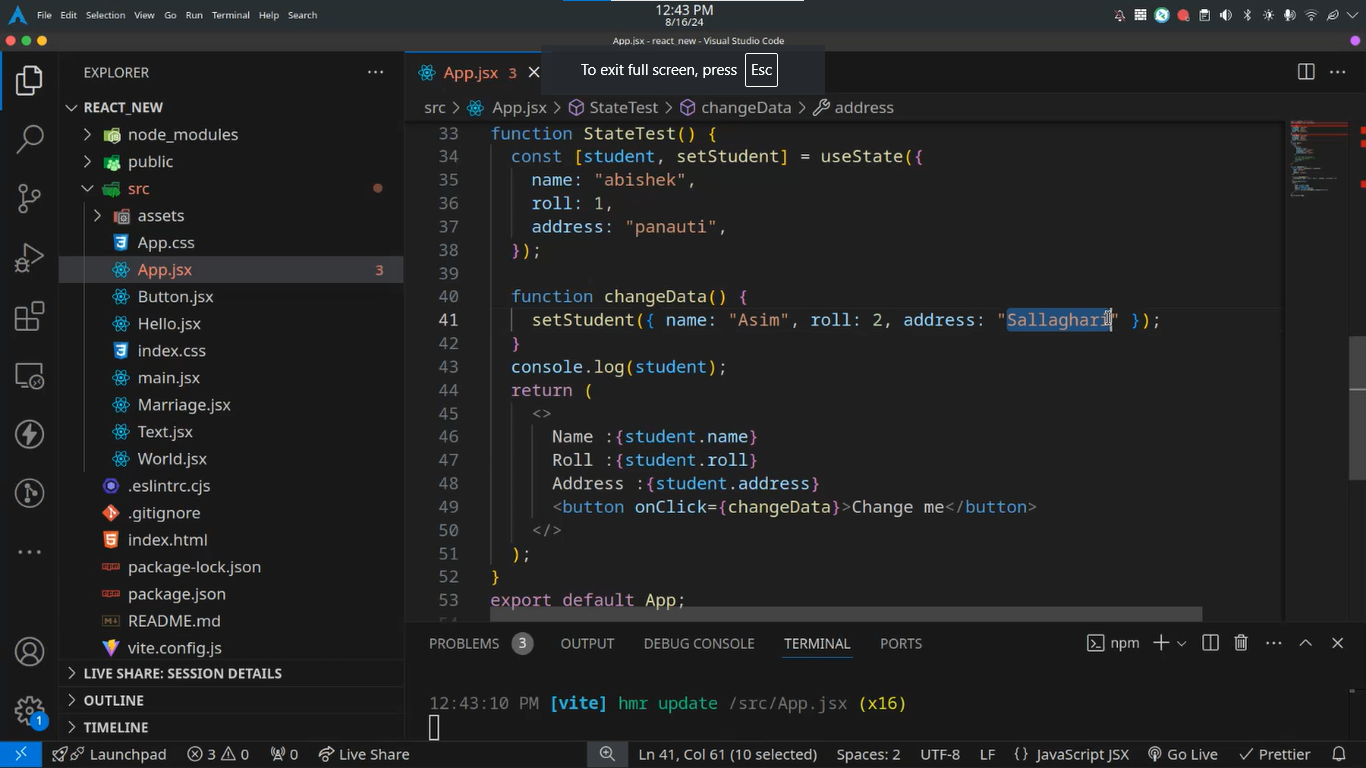 File Edit Selection View Go Run Terminal Help Search
12:43 PM
8/16/24
App.jsx - react_new - Visual Studio Code
To exit full screen, press Esc
EXPLORER
App.jsx 3
REACT_NEW
src > App.jsx > StateTest > changeData > address
node_modules
public
src
assets
App.css
App.jsx 3
Button.jsx
Hello.jsx
index.css
main.jsx
Marriage.jsx
Text.jsx
World.jsx
.eslintrc.cjs
.gitignore
index.html
package-lock.json
package.json
README.md
vite.config.js
LIVE SHARE: SESSION DETAILS
OUTLINE
TIMELINE
33 function StateTest() {
34 const [student, setStudent] = useState({
35 name: "abishek",
36 roll: 1,
37 address: "panauti",
38 });
39
40 function changeData() {
41 setStudent({ name: "Asim", roll: 2, address: "Sallaghari" });
42 }
43 console.log(student);
44 return (
45 <>
46 Name :{student.name}
47 Roll :{student.roll}
48 Address :{student.address}
49 <button onClick={changeData}>Change me</button>
50 </>
51 );
52 }
53 export default App;
PROBLEMS 3 OUTPUT DEBUG CONSOLE TERMINAL PORTS npm
12:43:10 PM [vite] hmr update /src/App.jsx (x16)
1
Launchpad 3 0 0 Live Share Ln 41, Col 61 (10 selected) Spaces: 2 UTF-8 LF {} JavaScript JSX Go Live Prettier